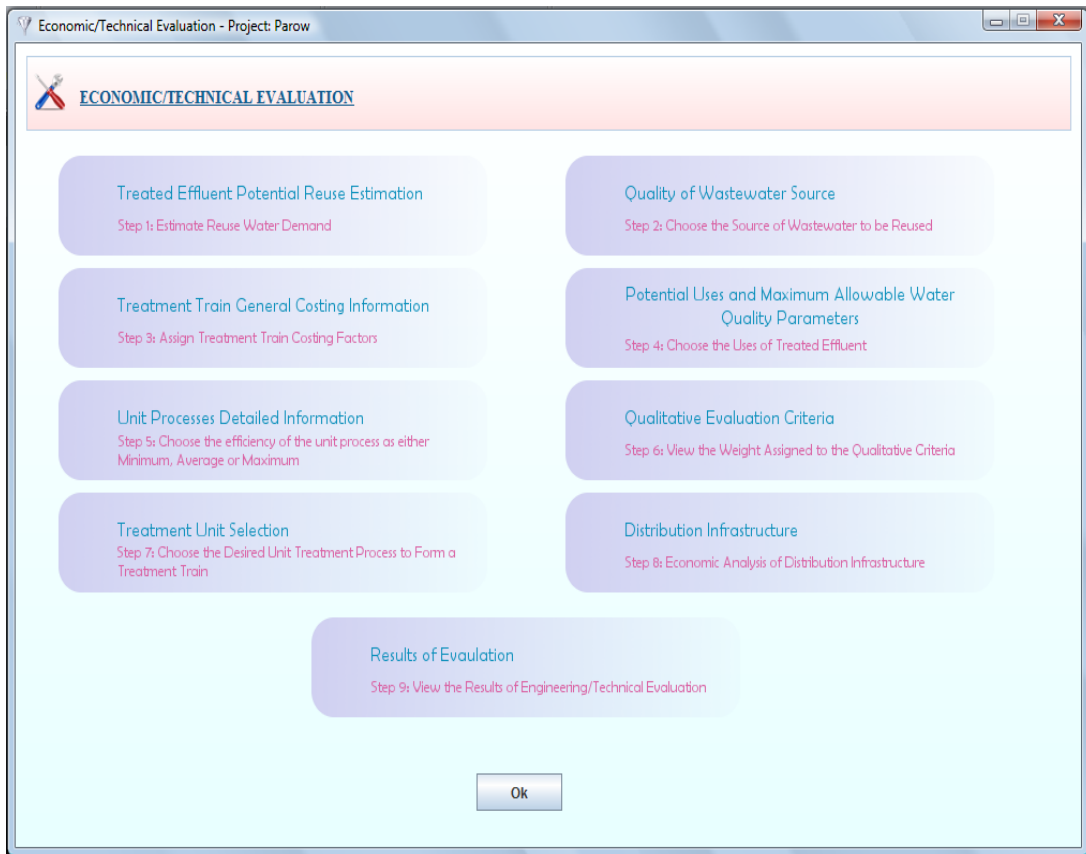 Economic/Technical Evaluation - Project: Parow
ECONOMIC/TECHNICAL EVALUATION
Treated Effluent Potential Reuse Estimation
Step 1: Estimate Reuse Water Demand
Quality of Wastewater Source
Step 2: Choose the Source of Wastewater to be Reused
Treatment Train General Costing Information
Step 3: Assign Treatment Train Costing Factors
Potential Uses and Maximum Allowable Water
Quality Parameters
Step 4: Choose the Uses of Treated Effluent
Unit Processes Detailed Information
Step 5: Choose the efficiency of the unit process as either
Minimum, Average or Maximum
Qualitative Evaluation Criteria
Step 6: View the Weight Assigned to the Qualitative Criteria
Treatment Unit Selection
Step 7: Choose the Desired Unit Treatment Process to Form a
Treatment Train
Distribution Infrastructure
Step 8: Economic Analysis of Distribution Infrastructure
Results of Evaulation
Step 9: View the Results of Engineering/Technical Evaluation
Ok